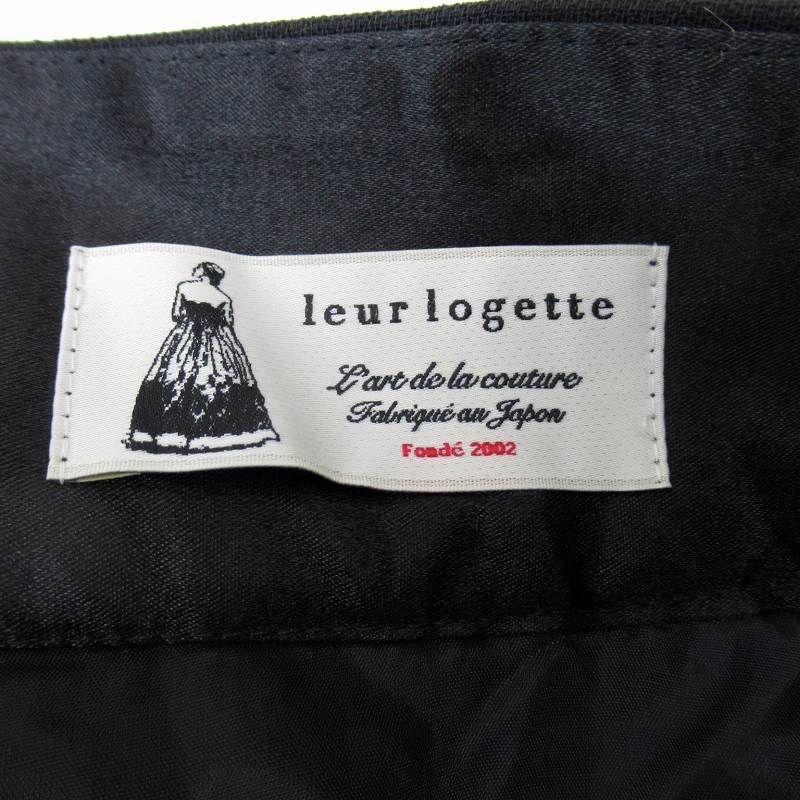 leur logette
L'art de la couture
Fabriqué au Japon
Fondé 2002